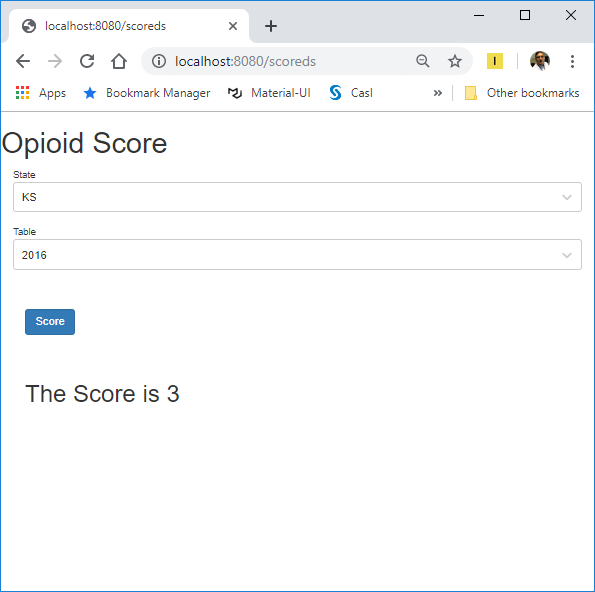 localhost:8080/scoreds
localhost:8080/scoreds
Apps Bookmark Manager Material-UI Casl » Other bookmarks
Opioid Score
State
KS
Table
2016
Score
The Score is 3